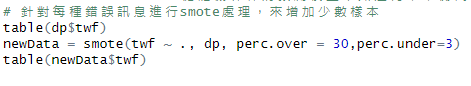 # 針對每種錯誤訊息進行smote處理，來增加少數樣本
table(dp$twf)
newData = smote(twf ~ ., dp, perc.over = 30,perc.under=3)
table(newData$twf)